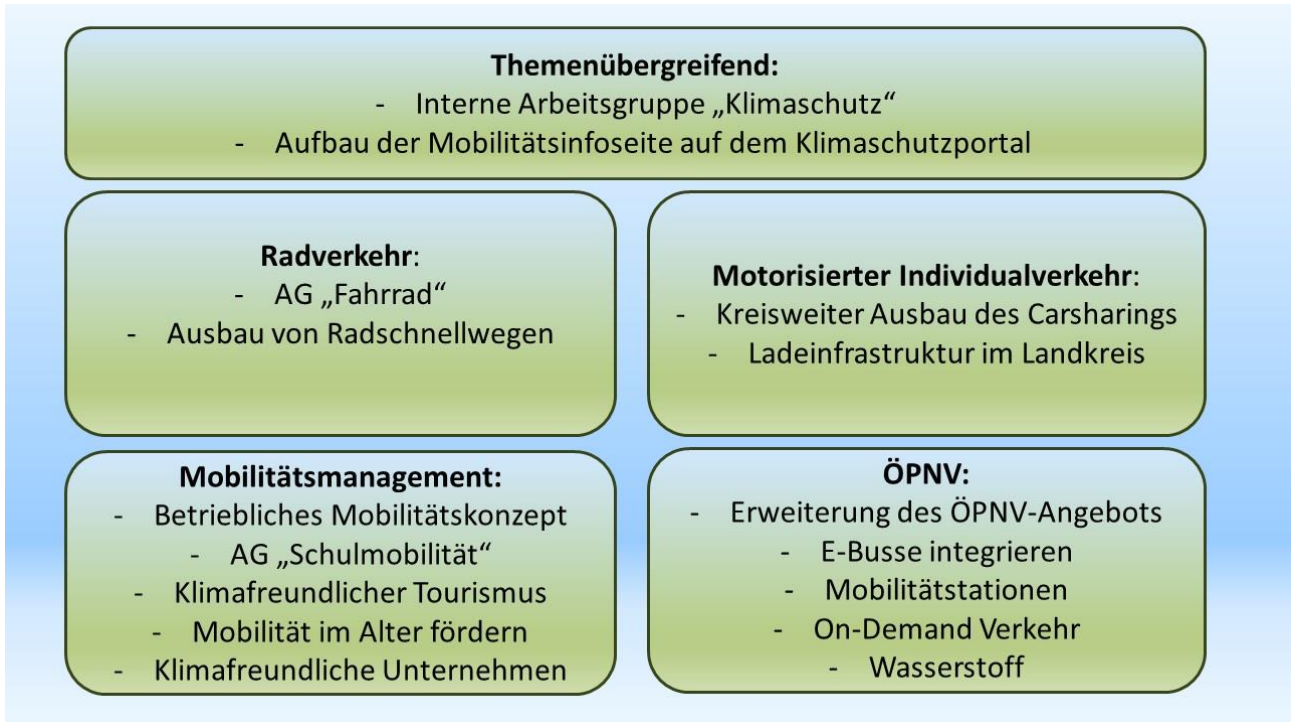 Themenübergreifend:
- Interne Arbeitsgruppe „Klimaschutz“
- Aufbau der Mobilitätsinfoseite auf dem Klimaschutzportal
Radverkehr:
- AG „Fahrrad“
- Ausbau von Radschnellwegen
Motorisierter Individualverkehr:
- Kreisweiter Ausbau des Carsharings
- Ladeinfrastruktur im Landkreis
Mobilitätsmanagement:
- Betriebliches Mobilitätskonzept
- AG „Schulmobilität“
- Klimafreundlicher Tourismus
- Mobilität im Alter fördern
- Klimafreundliche Unternehmen
ÖPNV:
- Erweiterung des ÖPNV-Angebots
- E-Busse integrieren
- Mobilitätstationen
- On-Demand Verkehr
- Wasserstoff